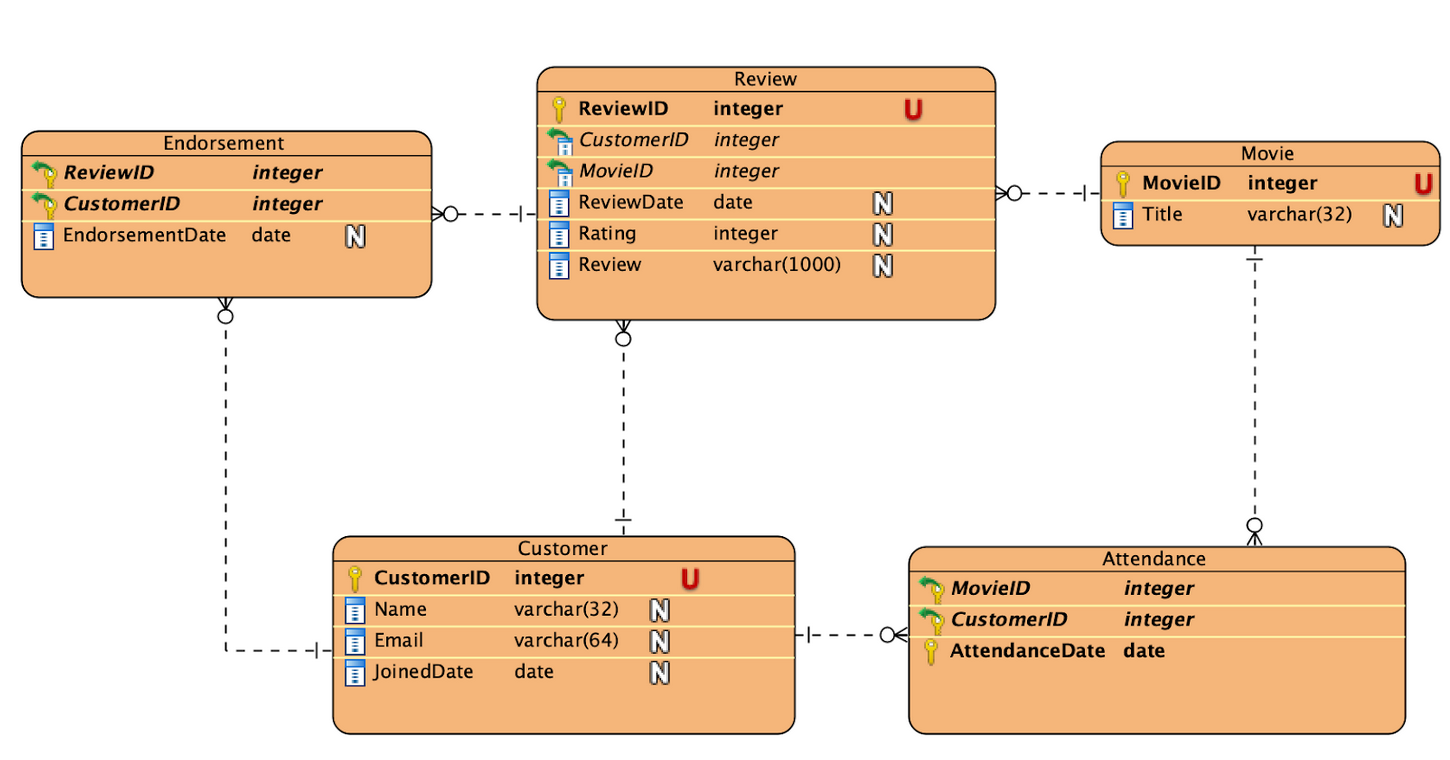 Review
ReviewID integer U
CustomerID integer
MovieID integer
ReviewDate date N
Rating integer N
Review varchar(1000) N
Endorsement
ReviewID integer
CustomerID integer
EndorsementDate date N
Movie
MovieID integer U
Title varchar(32) N
Customer
CustomerID integer U
Name varchar(32) N
Email varchar(64) N
JoinedDate date N
Attendance
MovieID integer
CustomerID integer
AttendanceDate date